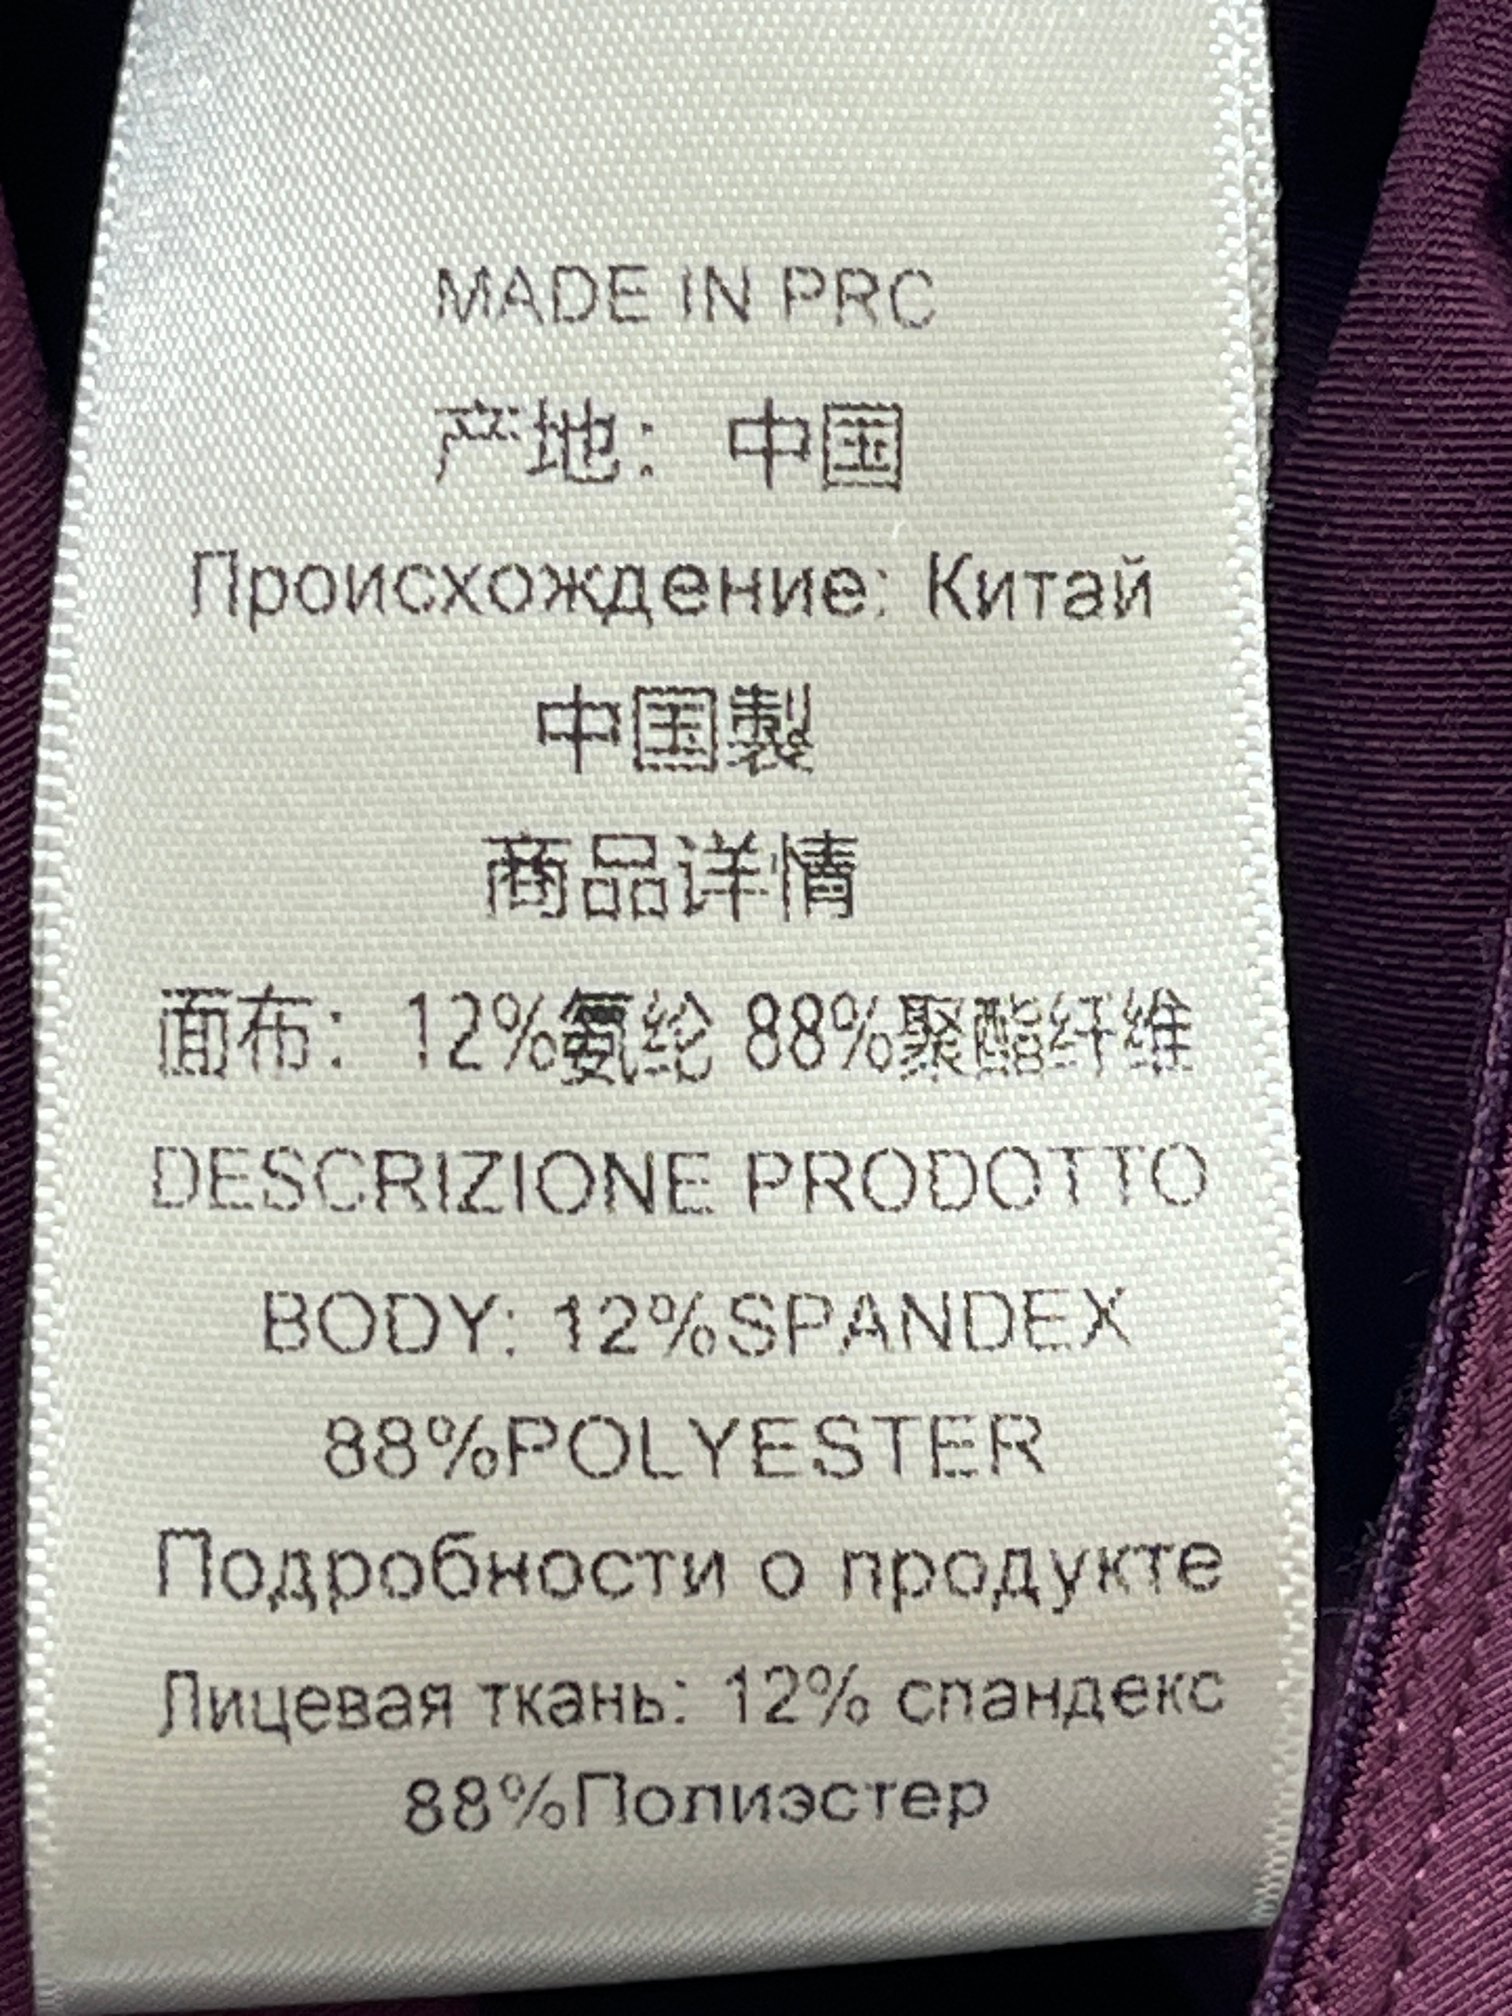 MADE IN PRC
产地：中国
Происхождение: Китай
中国製
商品详情
面布：12%氨纶 88%聚酯纤维
DESCRIZIONE PRODOTTO
BODY: 12%SPANDEX
88%POLYESTER
Подробности о продукте
Лицевая ткань: 12% спандекс
88%Полиэстер